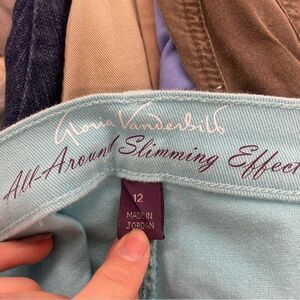 Gloria Vanderbilt
All-Around Slimming Effect
12
MADE IN
JORDAN